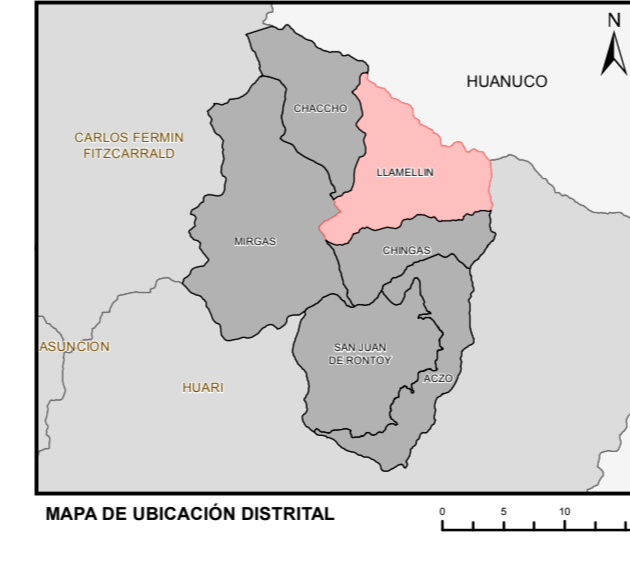 N
HUANUCO
CHACCHO
CARLOS FERMIN
FITZCARRALD
LLAMELLIN
MIRGAS
CHINGAS
ASUNCION
SAN JUAN
DE RONTOY
ACZO
HUARI
MAPA DE UBICACIÓN DISTRITAL
0 5 10